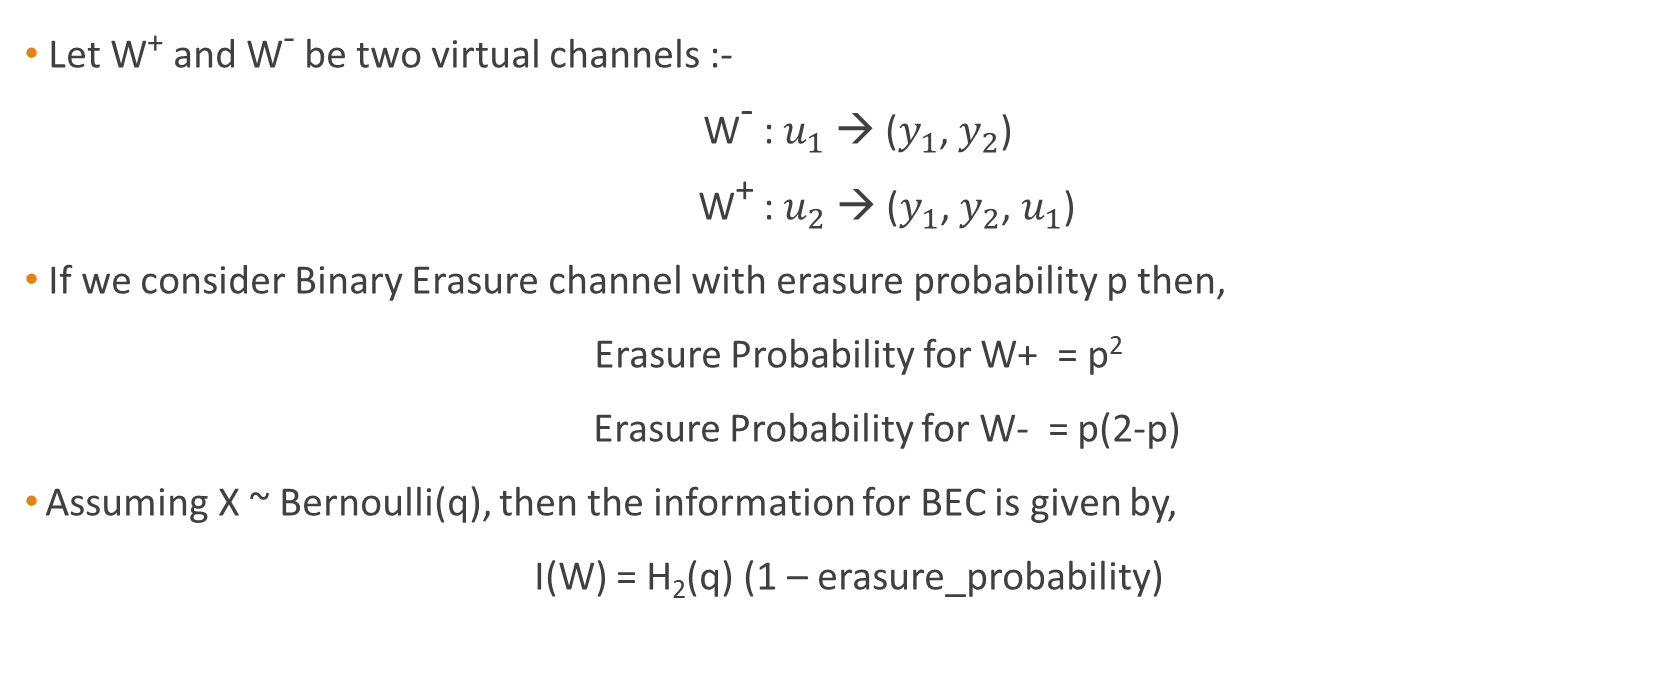 • Let W⁺ and W⁻ be two virtual channels :-
W⁻ : u₁ → (y₁, y₂)
W⁺ : u₂ → (y₁, y₂, u₁)
• If we consider Binary Erasure channel with erasure probability p then,
Erasure Probability for W+ = p²
Erasure Probability for W- = p(2-p)
• Assuming X ~ Bernoulli(q), then the information for BEC is given by,
I(W) = H₂(q) (1 – erasure_probability)